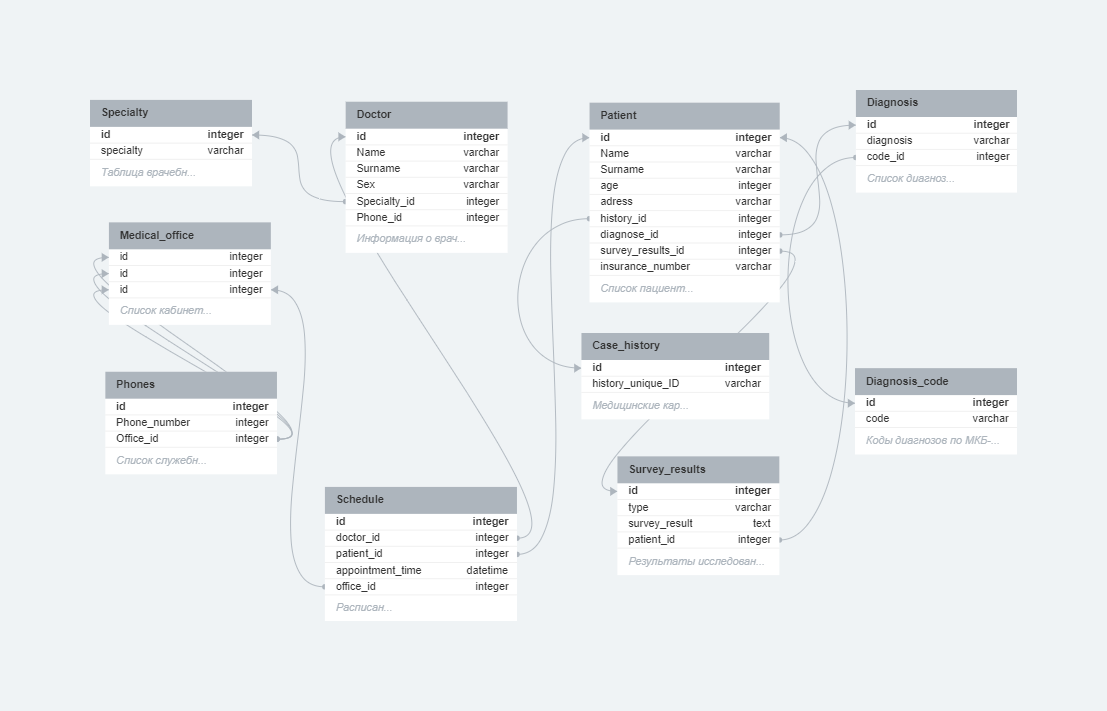 Specialty
id integer
specialty varchar
Таблица врачебн...
Doctor
id integer
Name varchar
Surname varchar
Sex varchar
Specialty_id integer
Phone_id integer
Информация о врач...
Patient
id integer
Name varchar
Surname varchar
age integer
adress varchar
history_id integer
diagnose_id integer
survey_results_id integer
insurance_number varchar
Список пациент...
Diagnosis
id integer
diagnosis varchar
code_id integer
Список диагноз...
Medical_office
id integer
id integer
id integer
Список кабинет...
Phones
id integer
Phone_number integer
Office_id integer
Список служебн...
Case_history
id integer
history_unique_ID varchar
Медицинские кар...
Diagnosis_code
id integer
code varchar
Коды диагнозов по МКБ-...
Survey_results
id integer
type varchar
survey_result text
patient_id integer
Результаты исследован...
Schedule
id integer
doctor_id integer
patient_id integer
appointment_time datetime
office_id integer
Расписан...